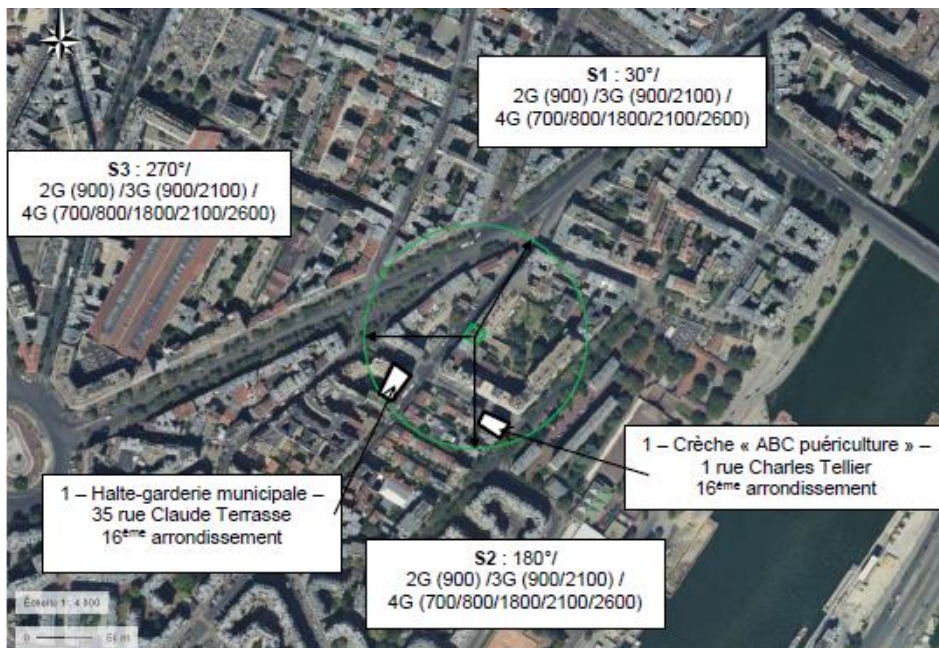 S1 : 30°/
2G (900) /3G (900/2100) /
4G (700/800/1800/2100/2600)
S3 : 270°/
2G (900) /3G (900/2100) /
4G (700/800/1800/2100/2600)
1 – Crèche « ABC puériculture » –
1 rue Charles Tellier
16ème arrondissement
1 – Halte-garderie municipale –
35 rue Claude Terrasse
16ème arrondissement
S2 : 180°/
2G (900) /3G (900/2100) /
4G (700/800/1800/2100/2600)
Échelle 1 :
0 m